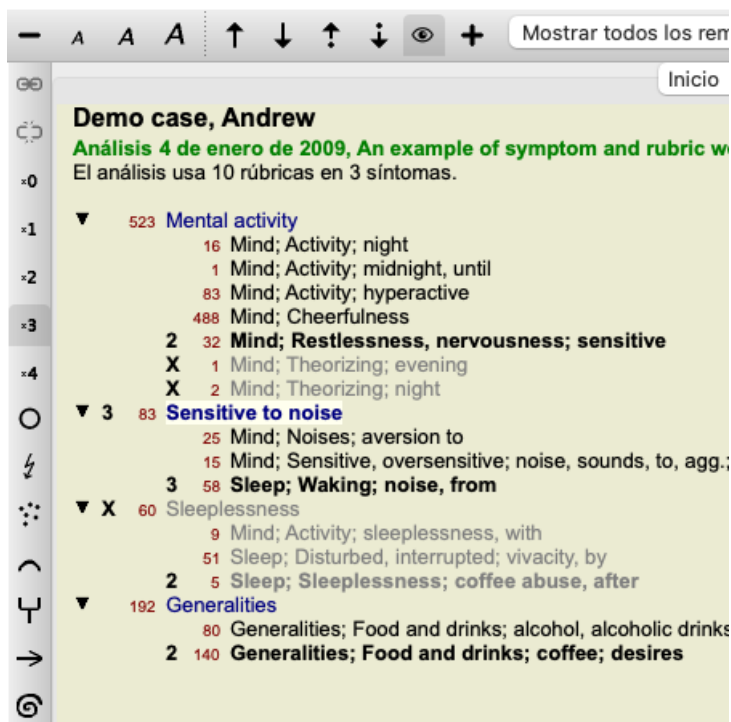 A A A Mostrar todos los rem
Inicio
Demo case, Andrew
Análisis 4 de enero de 2009, An example of symptom and rubric we
El análisis usa 10 rúbricas en 3 síntomas.
×0
×1
×2
×3
×4
523 Mental activity
16 Mind; Activity; night
1 Mind; Activity; midnight, until
83 Mind; Activity; hyperactive
488 Mind; Cheerfulness
2 32 Mind; Restlessness, nervousness; sensitive
X 1 Mind; Theorizing; evening
X 2 Mind; Theorizing; night
3 83 Sensitive to noise
25 Mind; Noises; aversion to
15 Mind; Sensitive, oversensitive; noise, sounds, to, agg.;
3 58 Sleep; Waking; noise, from
X 60 Sleeplessness
9 Mind; Activity; sleeplessness, with
51 Sleep; Disturbed, interrupted; vivacity, by
2 5 Sleep; Sleeplessness; coffee abuse, after
192 Generalities
80 Generalities; Food and drinks; alcohol, alcoholic drinks
2 140 Generalities; Food and drinks; coffee; desires